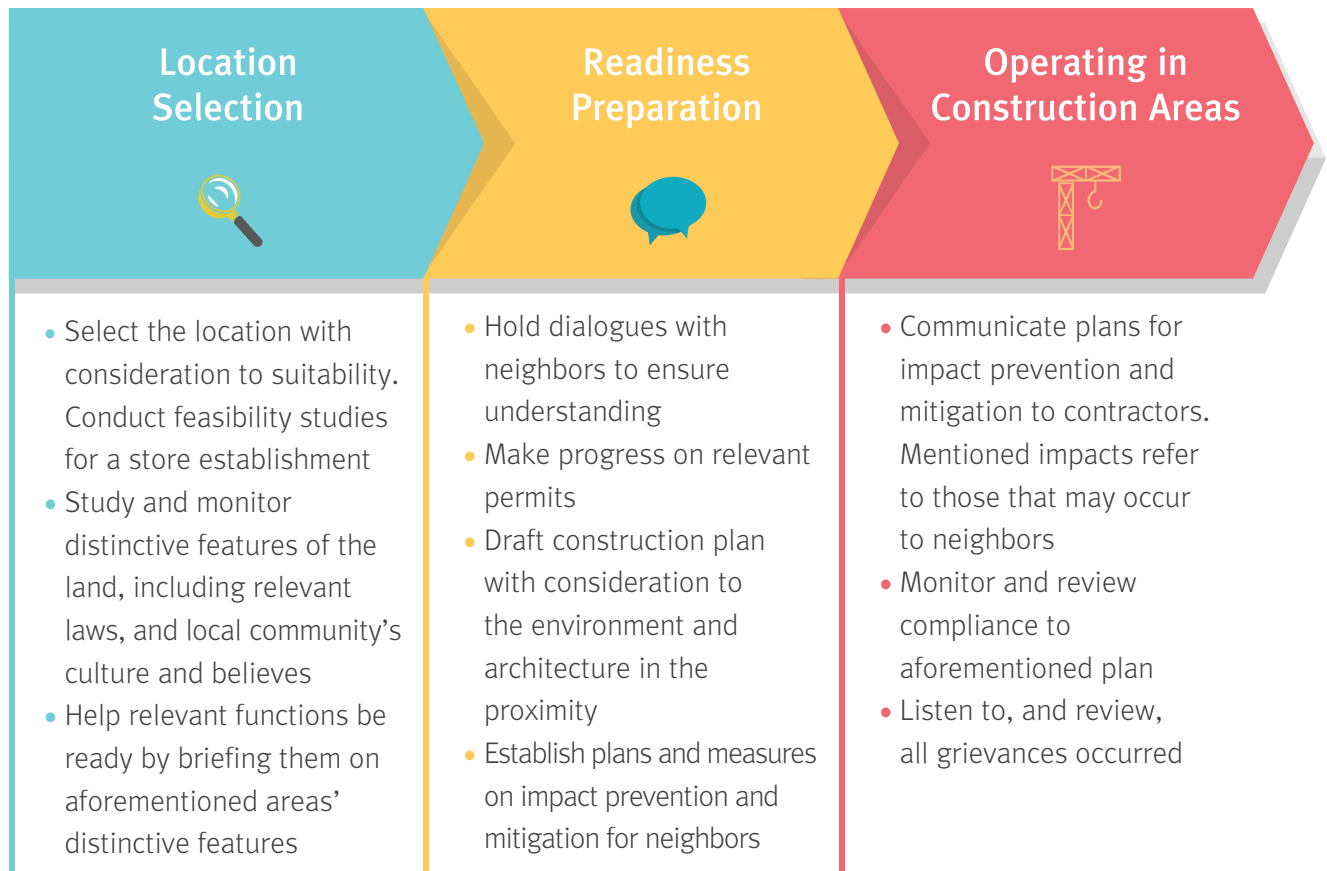 Location
Selection
• Select the location with
consideration to suitability.
Conduct feasibility studies
for a store establishment
• Study and monitor
distinctive features of the
land, including relevant
laws, and local community’s
culture and believes
• Help relevant functions be
ready by briefing them on
aforementioned areas’
distinctive features
Readiness
Preparation
• Hold dialogues with
neighbors to ensure
understanding
• Make progress on relevant
permits
• Draft construction plan
with consideration to
the environment and
architecture in the
proximity
• Establish plans and measures
on impact prevention and
mitigation for neighbors
Operating in
Construction Areas
• Communicate plans for
impact prevention and
mitigation to contractors.
Mentioned impacts refer
to those that may occur
to neighbors
• Monitor and review
compliance to
aforementioned plan
• Listen to, and review,
all grievances occurred